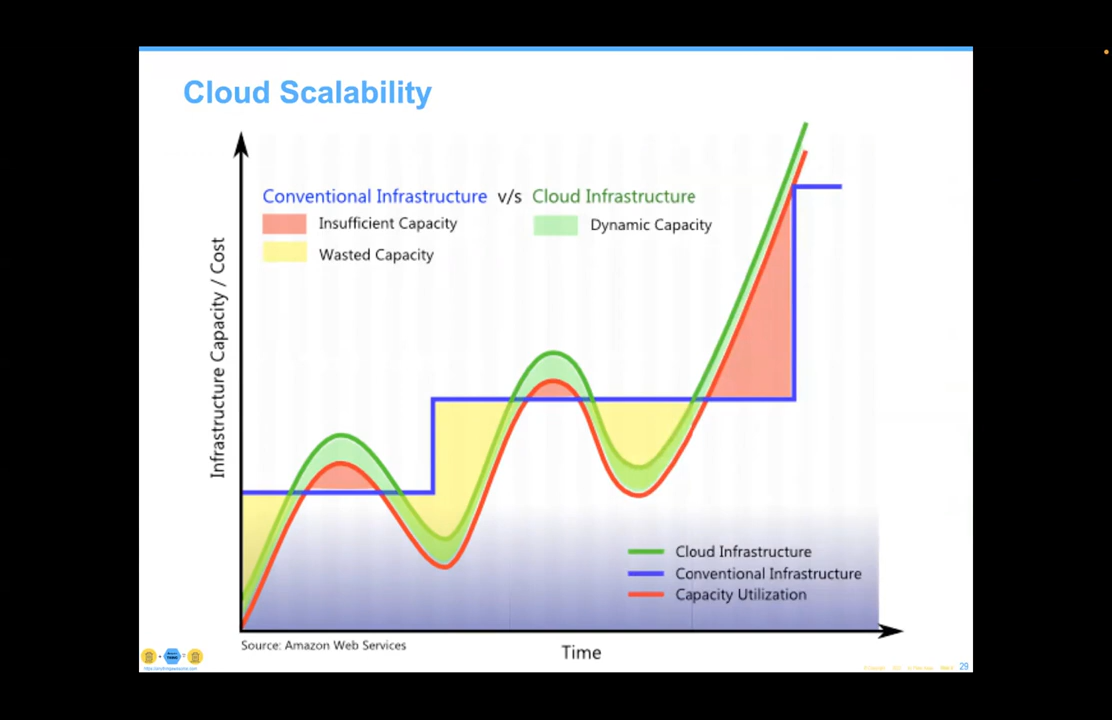 Cloud Scalability
Conventional Infrastructure v/s Cloud Infrastructure
Insufficient Capacity
Dynamic Capacity
Wasted Capacity
Infrastructure Capacity / Cost
Cloud Infrastructure
Conventional Infrastructure
Capacity Utilization
Source: Amazon Web Services
Time
29